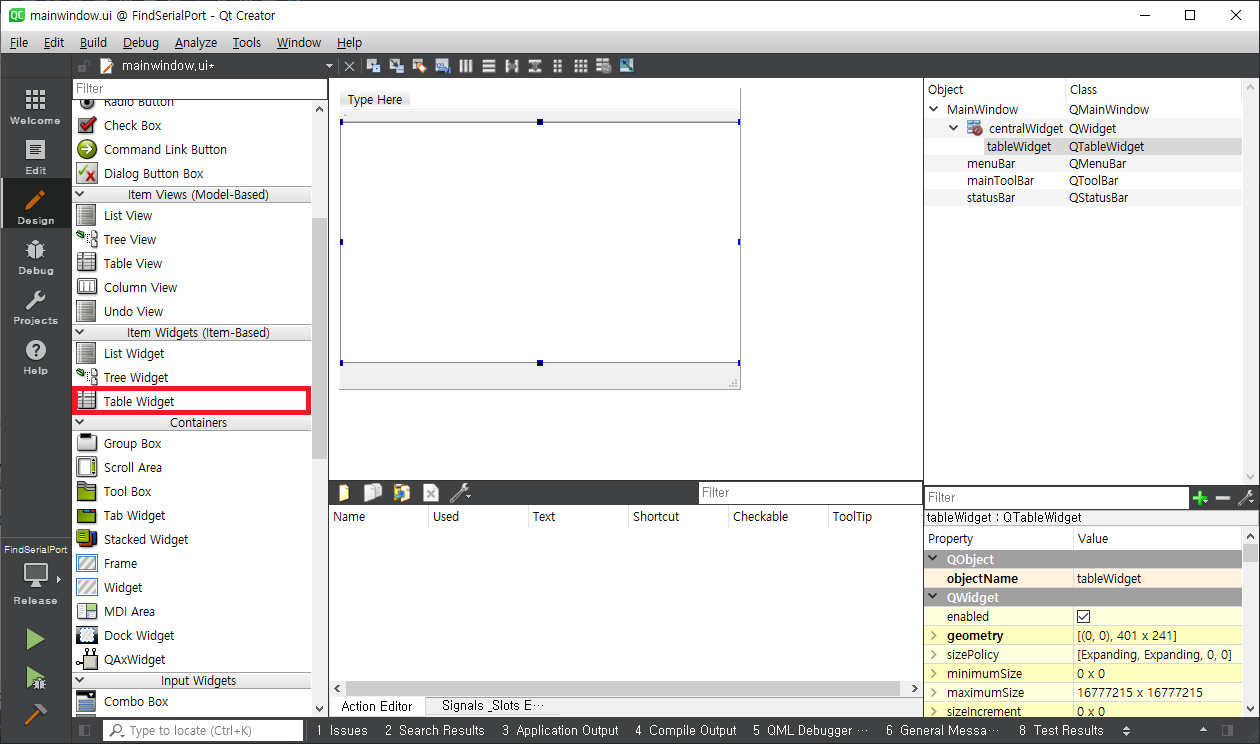 QC mainwindow.ui @ FindSerialPort - Qt Creator
File Edit Build Debug Analyze Tools Window Help
mainwindow.ui*
Welcome
Edit
Design
Debug
Projects
Help
FindSerialPort
Release
Filter
Radio Button
Check Box
Command Link Button
Dialog Button Box
Item Views (Model-Based)
List View
Tree View
Table View
Column View
Undo View
Item Widgets (Item-Based)
List Widget
Tree Widget
Table Widget
Containers
Group Box
Scroll Area
Tool Box
Tab Widget
Stacked Widget
Frame
Widget
MDI Area
Dock Widget
QAxWidget
Input Widgets
Combo Box
Type Here
Filter
Name Used Text Shortcut Checkable ToolTip
Action Editor Signals _Slots E···
Object Class
MainWindow QMainWindow
centralWidget QWidget
tableWidget QTableWidget
menuBar QMenuBar
mainToolBar QToolBar
statusBar QStatusBar
Filter
tableWidget : QTableWidget
Property Value
QObject
objectName tableWidget
QWidget
enabled
geometry [(0, 0), 401 x 241]
sizePolicy [Expanding, Expanding, 0, 0]
minimumSize 0 x 0
maximumSize 16777215 x 16777215
sizeIncrement 0 x 0
Type to locate (Ctrl+K) 1 Issues 2 Search Results 3 Application Output 4 Compile Output 5 QML Debugger ··· 6 General Messa··· 8 Test Results